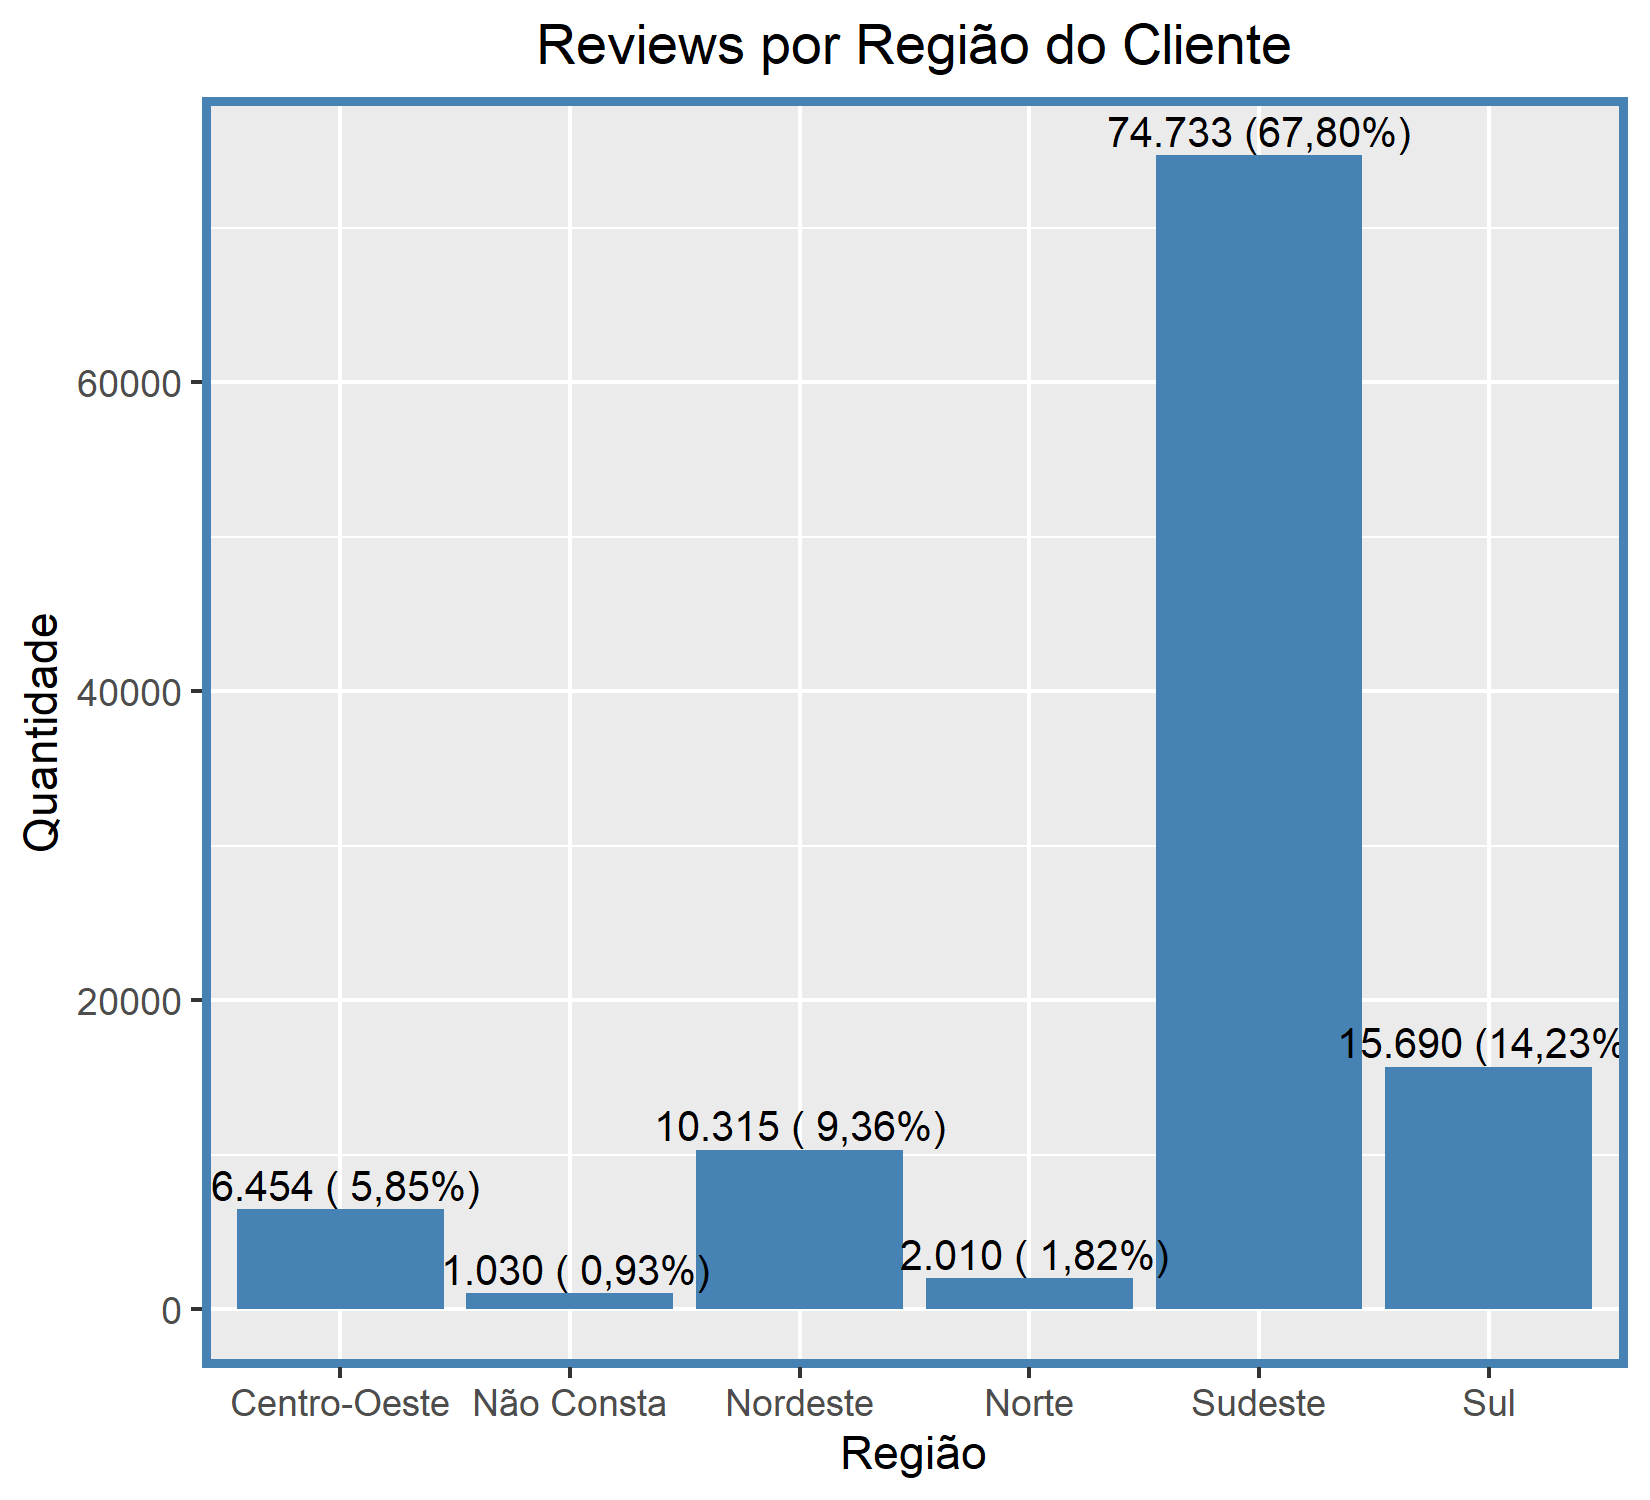 Reviews por Região do Cliente
Quantidade
60000
40000
20000
0
74.733 (67,80%)
15.690 (14,23%
10.315 ( 9,36%)
6.454 ( 5,85%)
1.030 ( 0,93%)
2.010 ( 1,82%)
Centro-Oeste Não Consta Nordeste Norte Sudeste Sul
Região